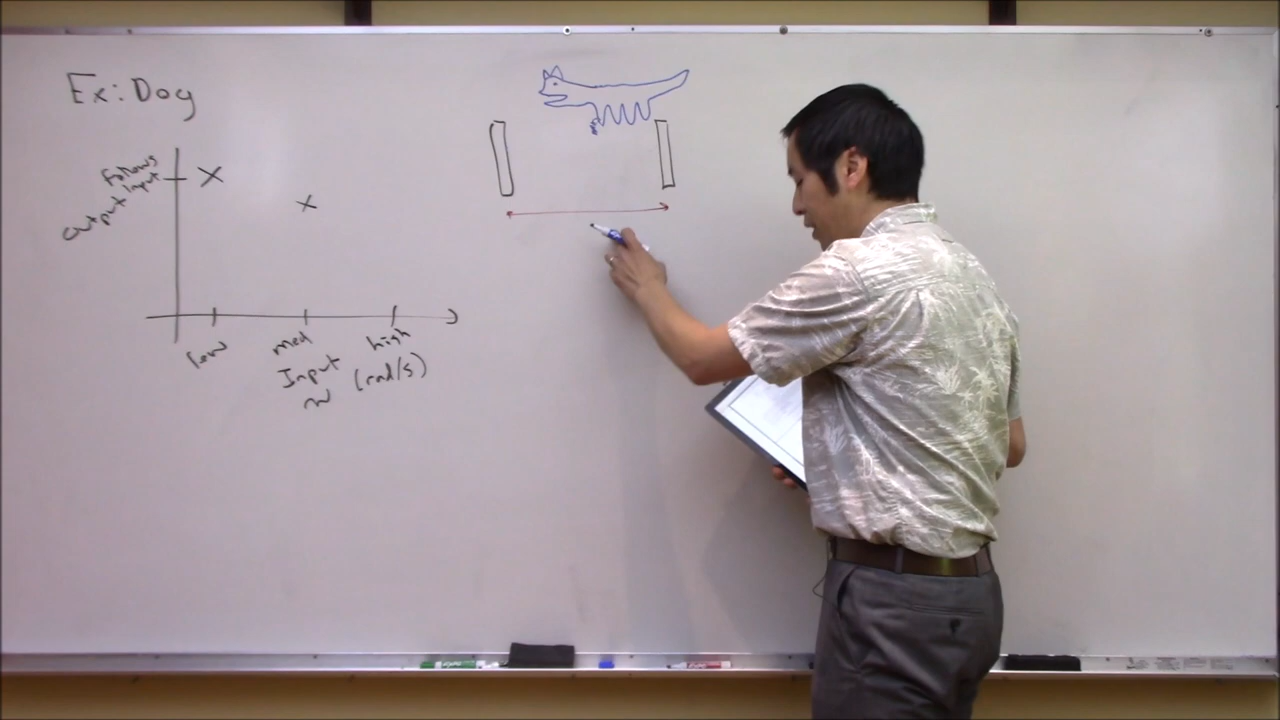 Ex: Dog
Follows
Input
Output
low
med
high
Input (rad/s)
w